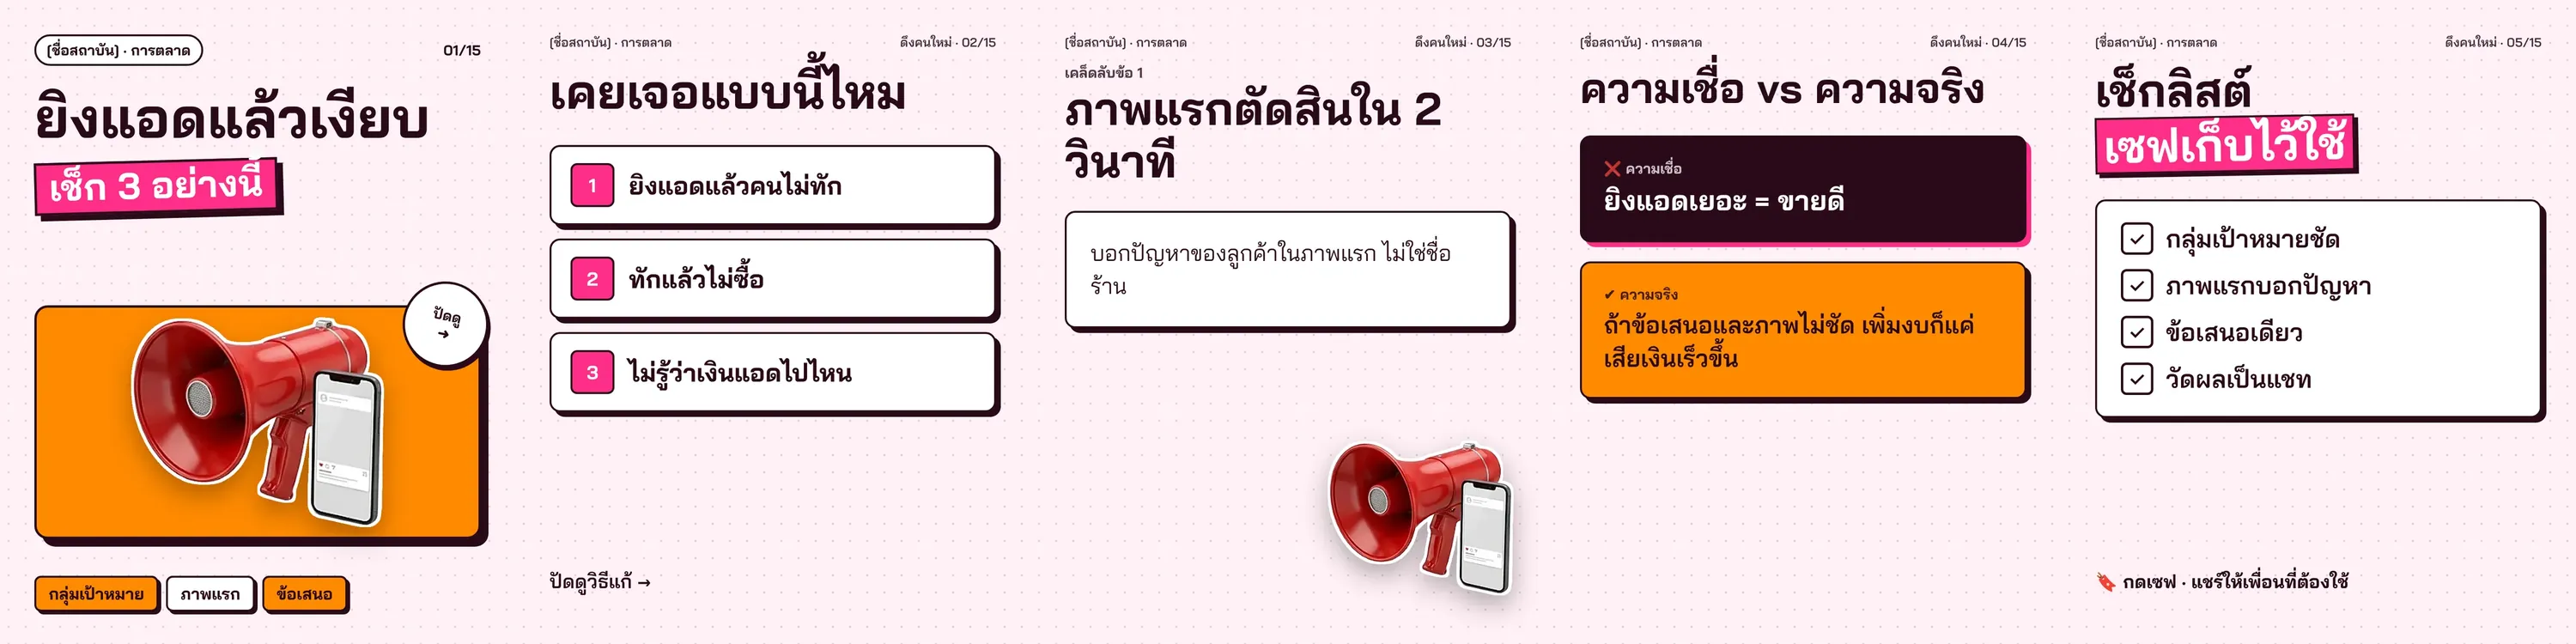 (ชื่อสถาบัน) · การตลาด
01/15
ยิงแอดแล้วเงียบ
เช็ก 3 อย่างนี้
ปัดดู
→
กลุ่มเป้าหมาย
ภาพแรก
ข้อเสนอ
(ชื่อสถาบัน) · การตลาด
ดึงคนใหม่ · 02/15
เคยเจอแบบนี้ไหม
1 ยิงแอดแล้วคนไม่ทัก
2 ทักแล้วไม่ซื้อ
3 ไม่รู้ว่าเงินแอดไปไหน
ปัดดูวิธีแก้ →
(ชื่อสถาบัน) · การตลาด
ดึงคนใหม่ · 03/15
เคล็ดลับข้อ 1
ภาพแรกตัดสินใน 2
วินาที
บอกปัญหาของลูกค้าในภาพแรก ไม่ใช่ชื่อ
ร้าน
(ชื่อสถาบัน) · การตลาด
ดึงคนใหม่ · 04/15
ความเชื่อ vs ความจริง
❌ ความเชื่อ
ยิงแอดเยอะ = ขายดี
✔ ความจริง
ถ้าข้อเสนอและภาพไม่ชัด เพิ่มงบก็แค่
เสียเงินเร็วขึ้น
(ชื่อสถาบัน) · การตลาด
ดึงคนใหม่ · 05/15
เช็กลิสต์
เซฟเก็บไว้ใช้
กลุ่มเป้าหมายชัด
ภาพแรกบอกปัญหา
ข้อเสนอเดียว
วัดผลเป็นแชท
🔖 กดเซฟ · แชร์ให้เพื่อนที่ต้องใช้